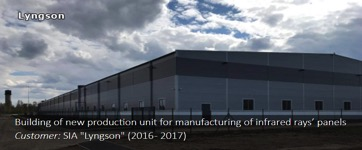 Lyngson
Building of new production unit for manufacturing of infrared rays' panels
Customer: SIA "Lyngson" (2016- 2017)